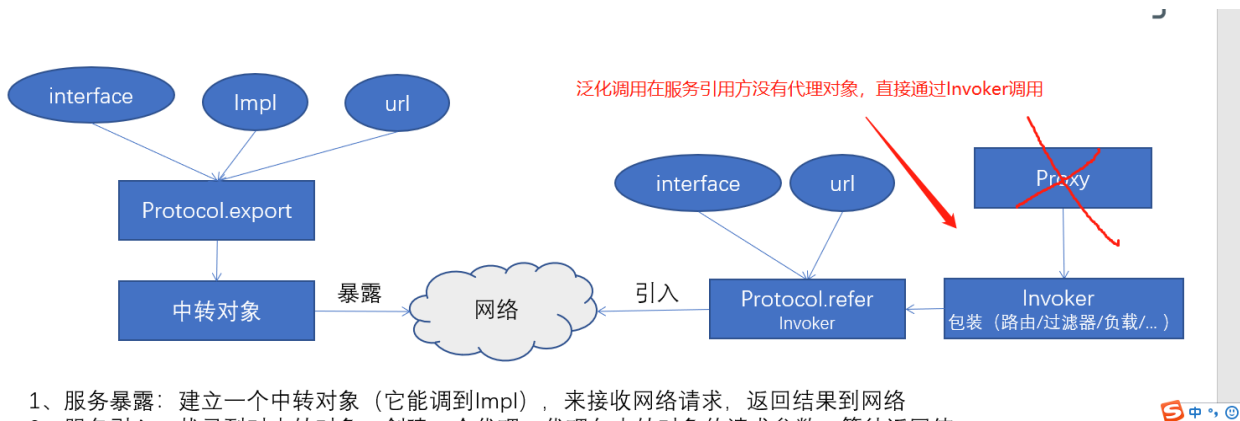 泛化调用在服务引用方没有代理对象，直接通过Invoker调用
interface
Impl
url
Protocol.export
中转对象
暴露
网络
引入
interface
url
Proxy
Protocol.refer
Invoker
Invoker
包装（路由/过滤器/负载/... ）
1、服务暴露：建立一个中转对象（它能调到Impl），来接收网络请求，返回结果到网络
中